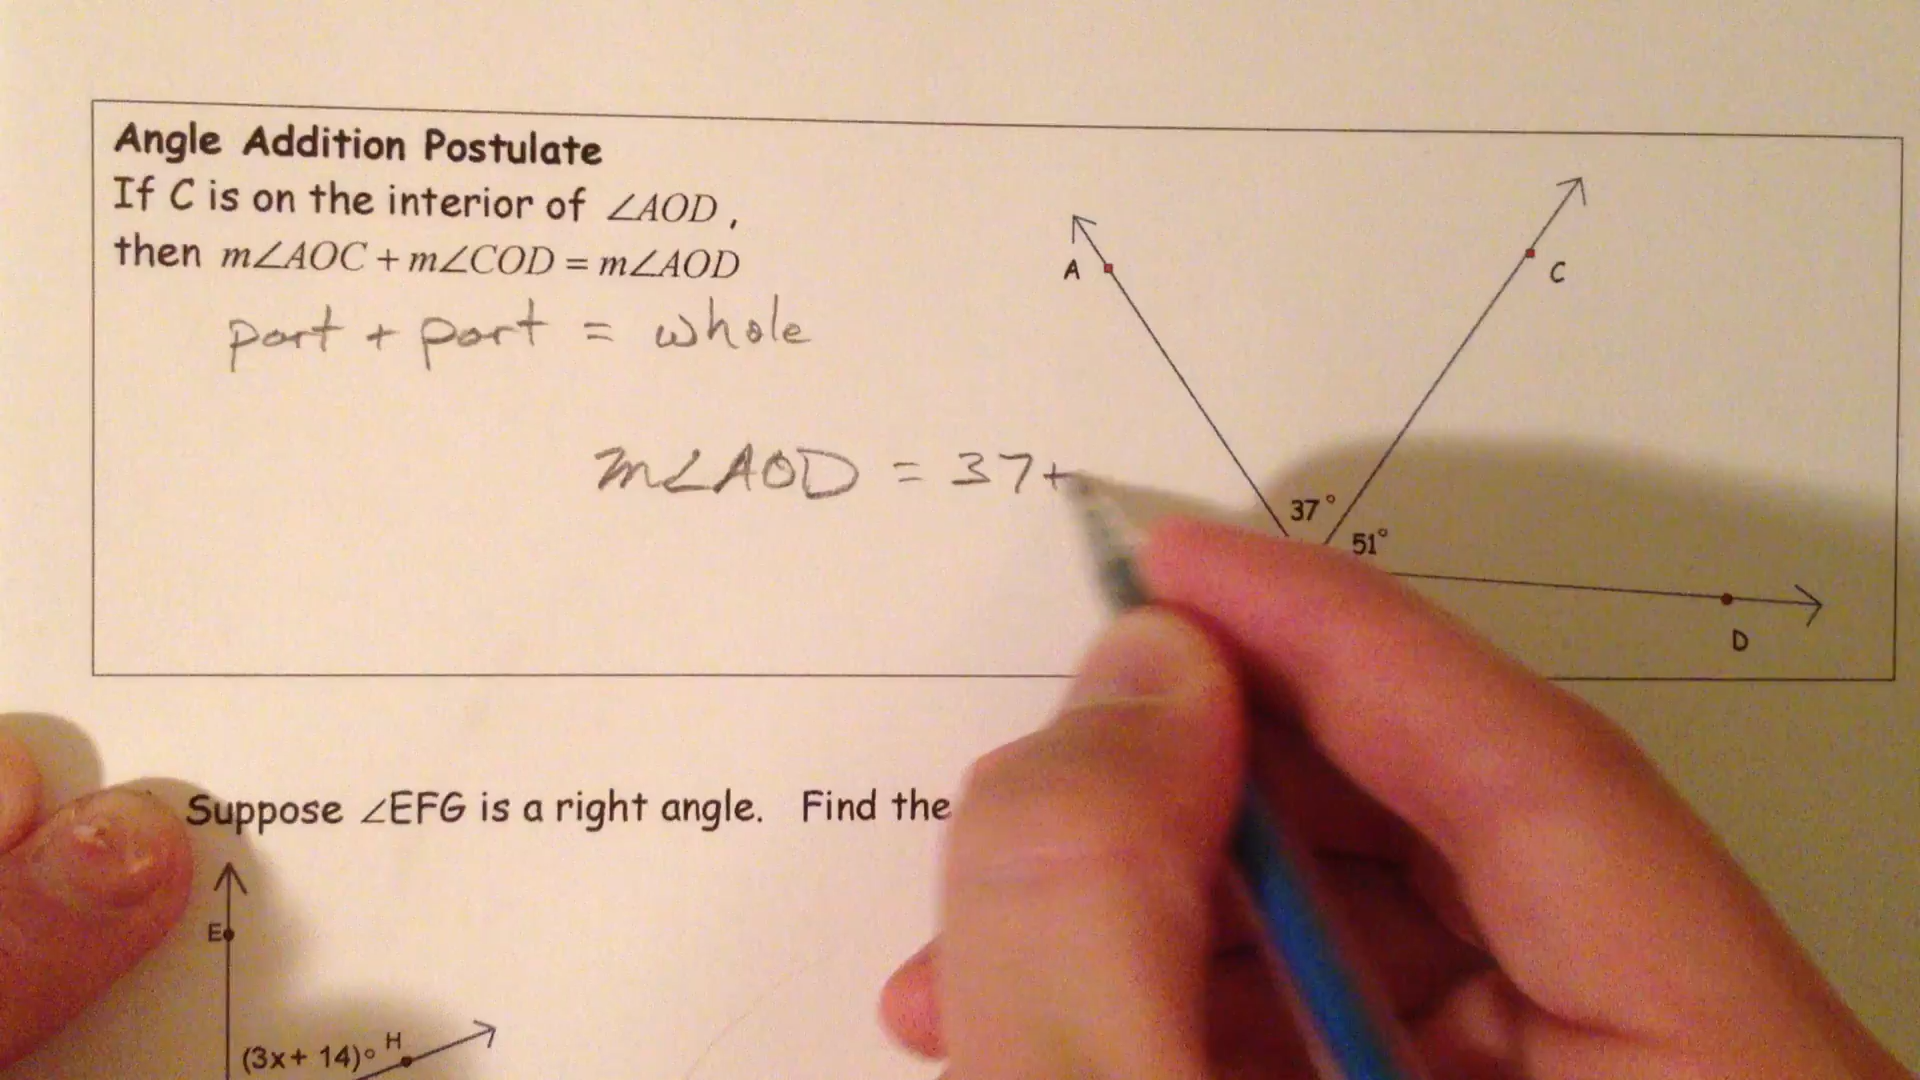 Angle Addition Postulate
If C is on the interior of ∠AOD,
then m∠AOC + m∠COD = m∠AOD
part + part = whole
m∠AOD = 37+
A
C
37°
51°
D
Suppose ∠EFG is a right angle. Find the
E
H
(3x + 14)°